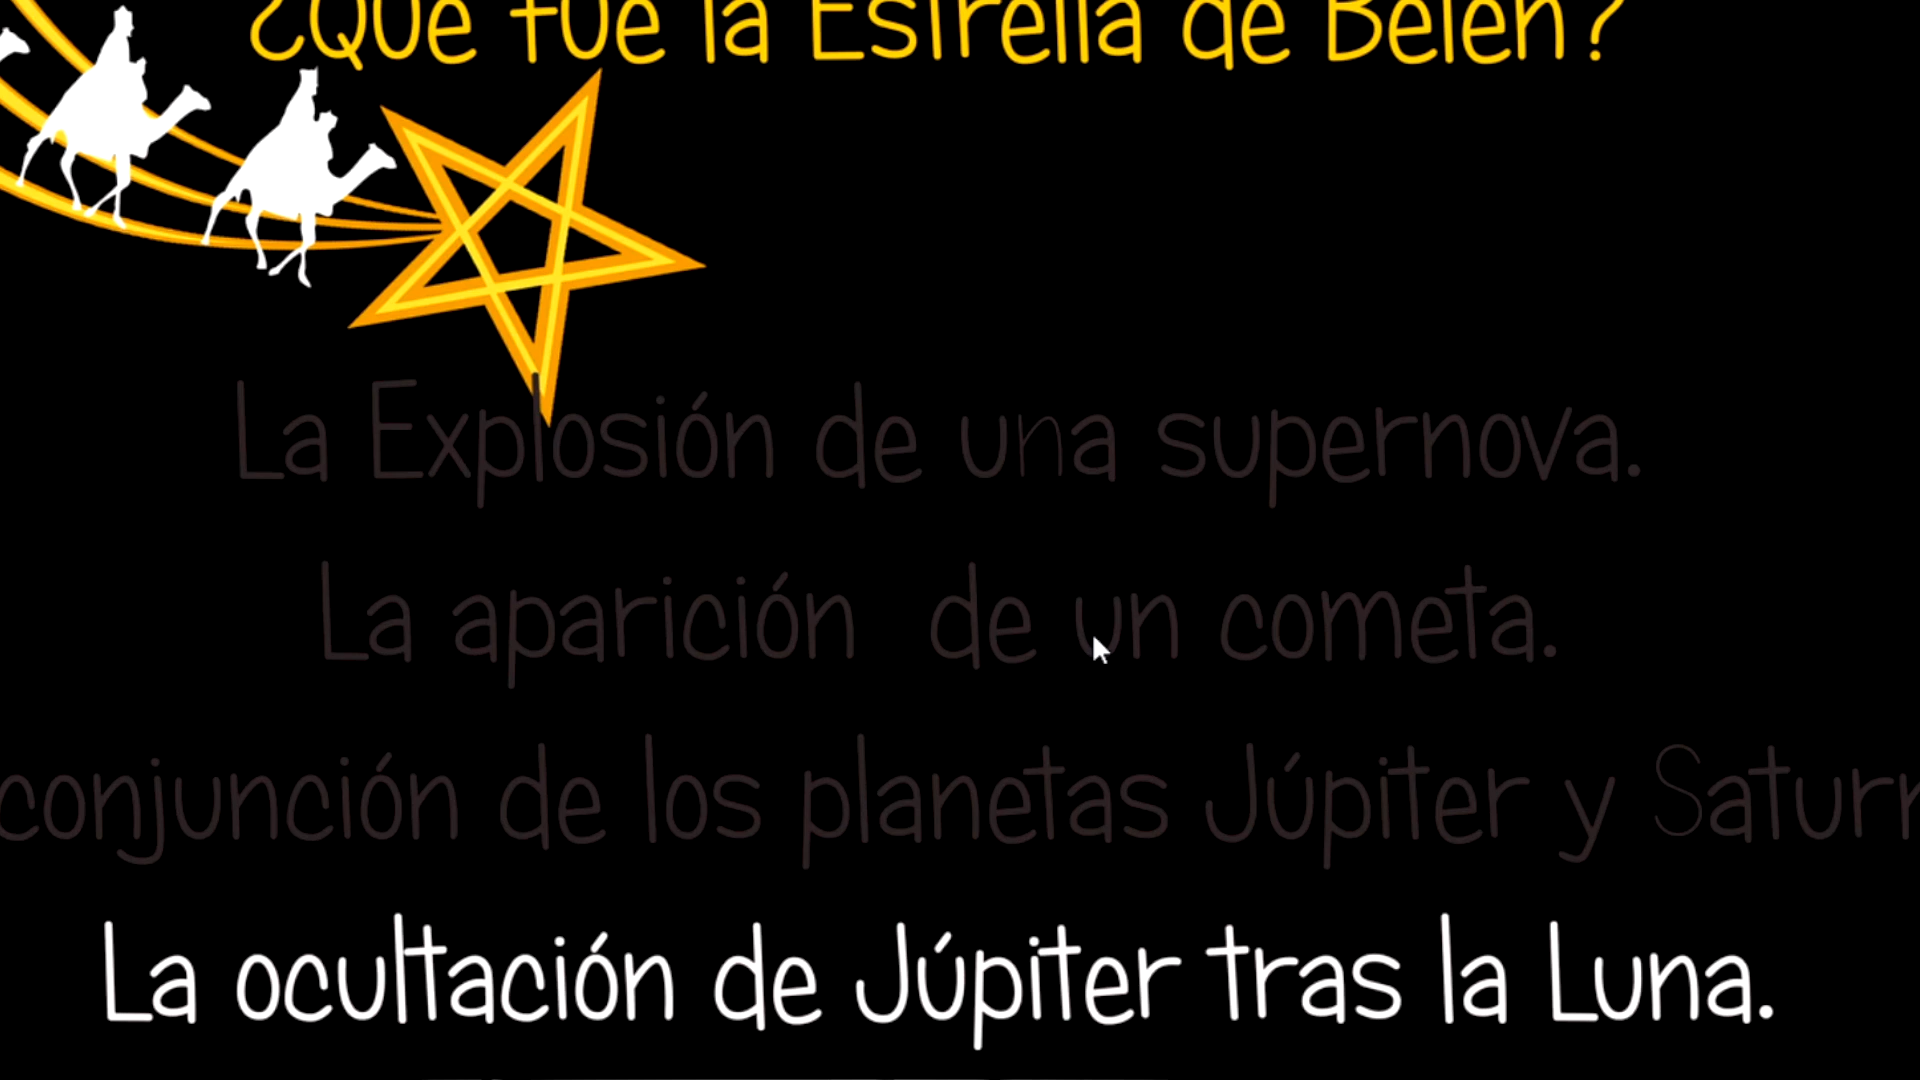 ¿Qué fue la Estrella de Belén?
La Explosión de una supernova.
La aparición de un cometa.
conjunción de los planetas Júpiter y
La ocultación de Júpiter tras la Luna.